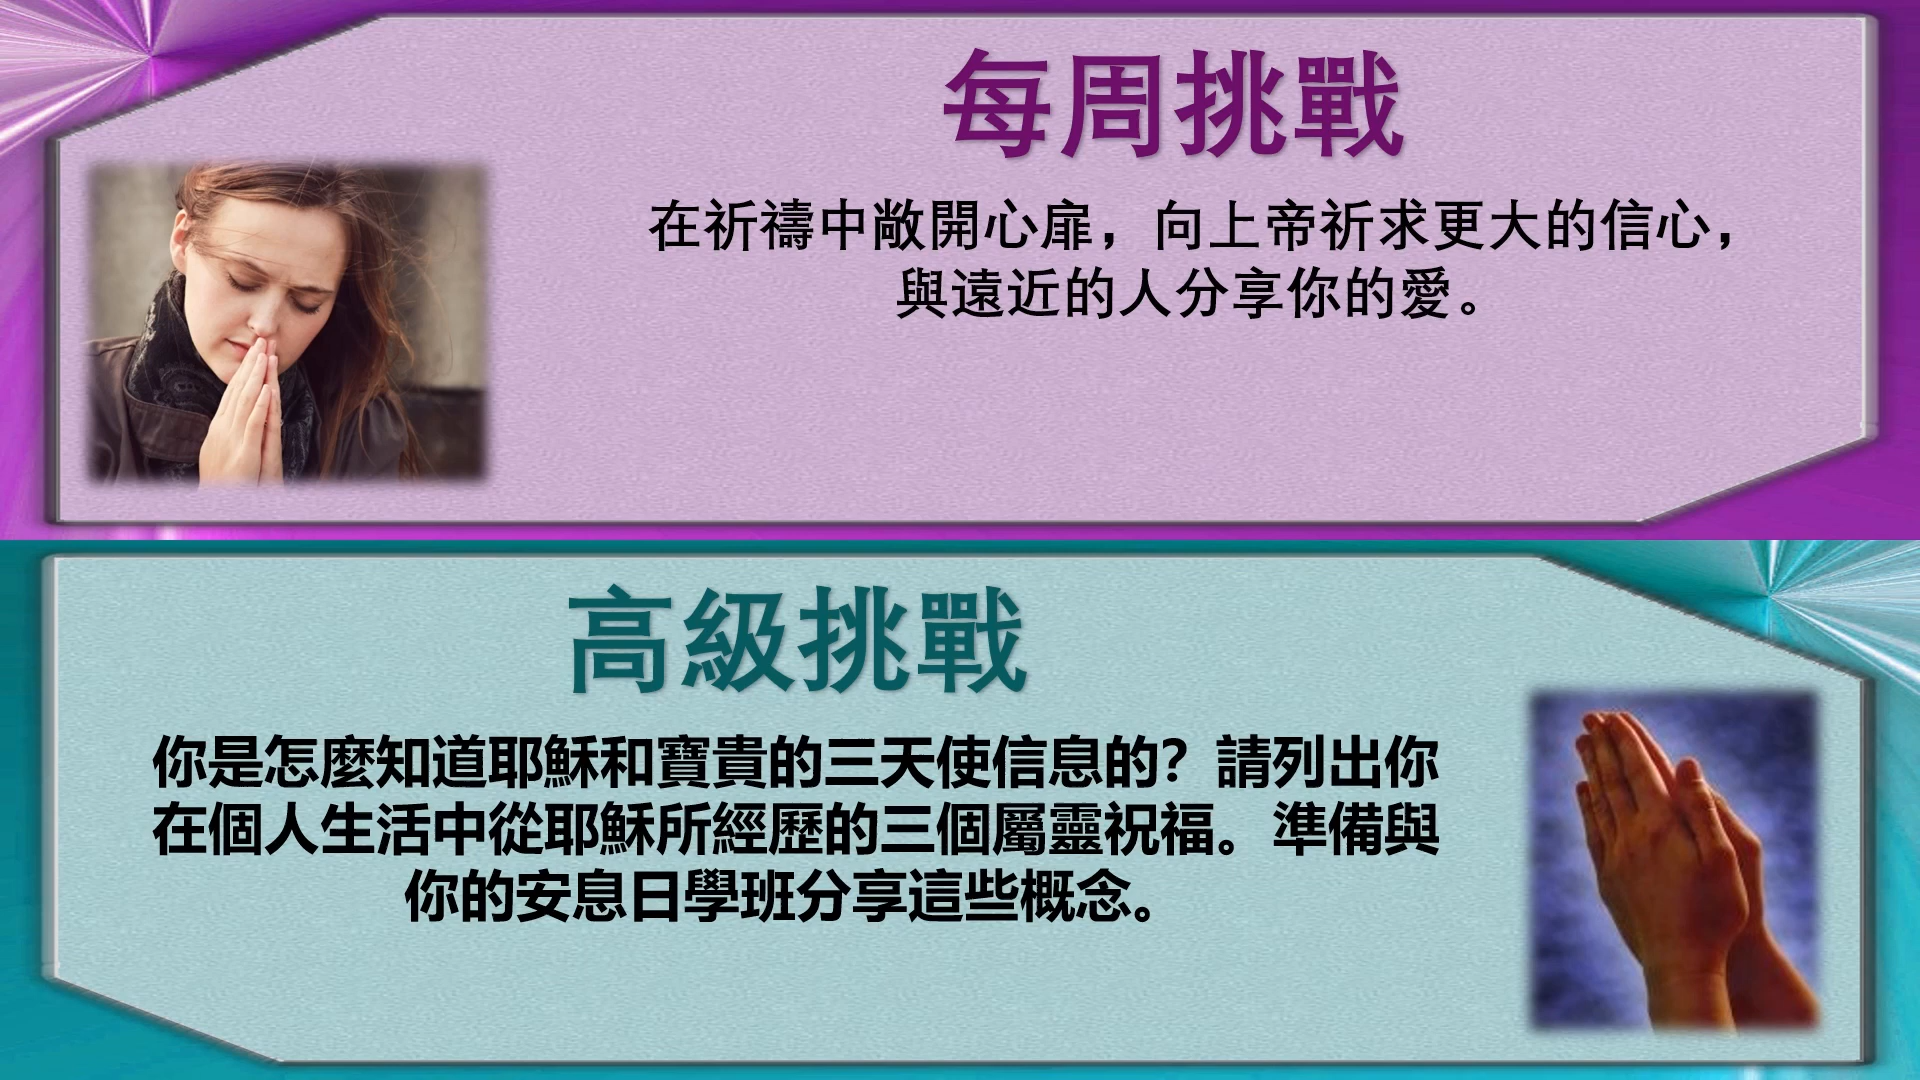 每周挑戰
在祈禱中敞開心扉，向上帝祈求更大的信心，
與遠近的人分享你的愛。
高級挑戰
你是怎麼知道耶穌和寶貴的三天使信息的？請列出你
在個人生活中從耶穌所經歷的三個屬靈祝福。準備與
你的安息日學班分享這些概念。